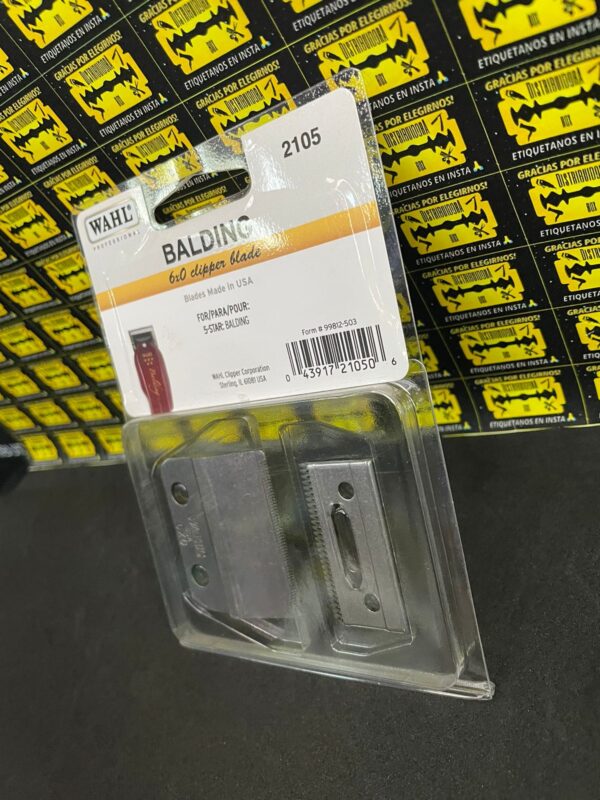 2105
WAHL
PROFESSIONAL
BALDING
6x0 clipper blade
Blades Made in USA
FOR/PARA/POUR:
5-STAR: BALDING
Form # 99812-503
WAHL Clipper Corporation
Sterling, IL 61081 USA
0 43917 21050 6
GRACIAS POR ELEGIRNOS!
DISTRIBUIDORA
ETIQUETANOS EN INSTA